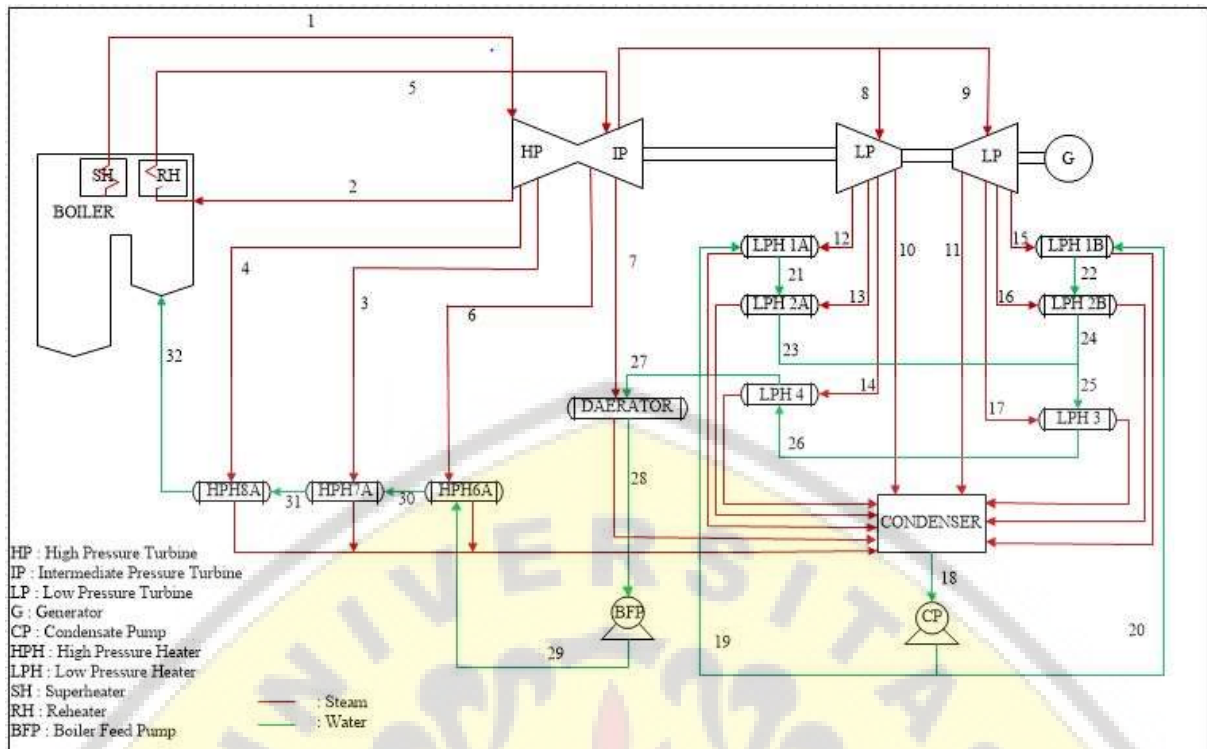 1
5
8
9
HP
IP
LP
LP
G
SH
RH
2
BOILER
4
3
6
7
12
10
11
15
LPH 1A
LPH 1B
21
22
13
16
LPH 2A
LPH 2B
23
24
32
27
14
25
LPH 4
17
LPH 3
DAERATOR
26
28
HPH8A
31
HPH7A
30
HPH6A
CONDENSER
18
BFP
CP
29
19
20
HP : High Pressure Turbine
IP : Intermediate Pressure Turbine
LP : Low Pressure Turbine
G : Generator
CP : Condensate Pump
HPH : High Pressure Heater
LPH : Low Pressure Heater
SH : Superheater
RH : Reheater
BFP : Boiler Feed Pump
: Steam
: Water
UNIVERSITA